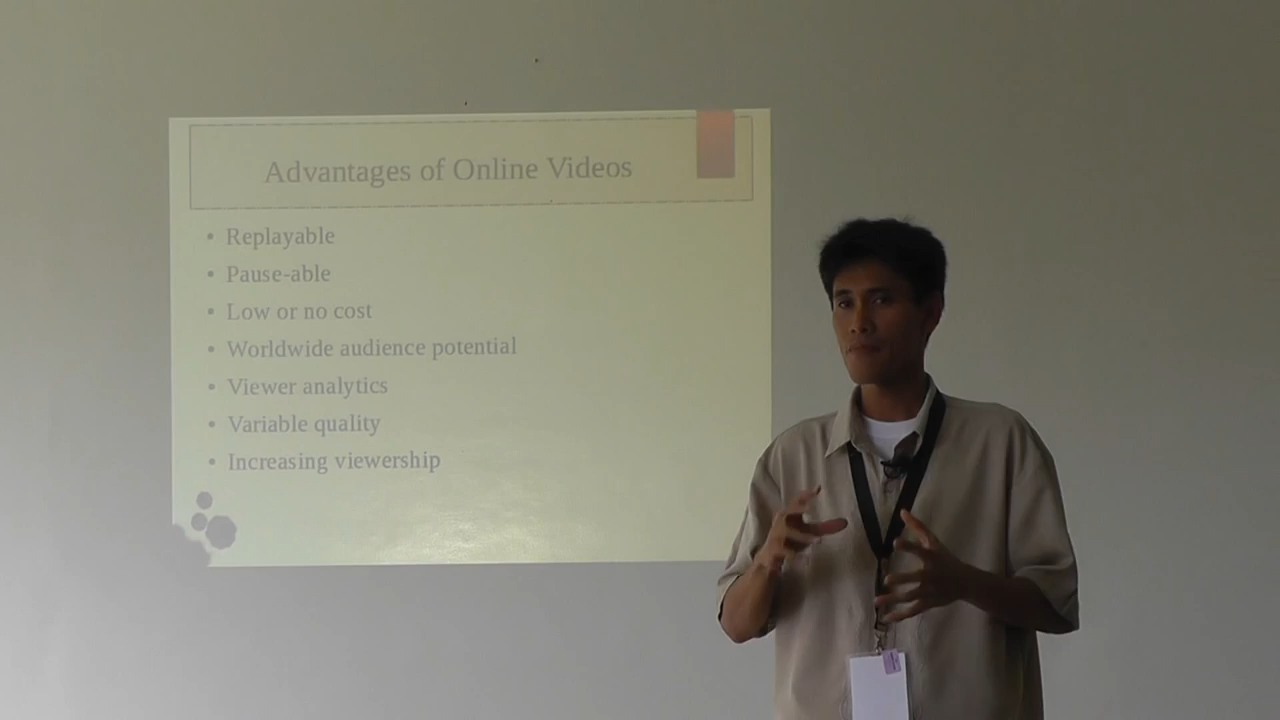 Advantages of Online Videos
• Replayable
• Pause-able
• Low or no cost
• Worldwide audience potential
• Viewer analytics
• Variable quality
• Increasing viewership